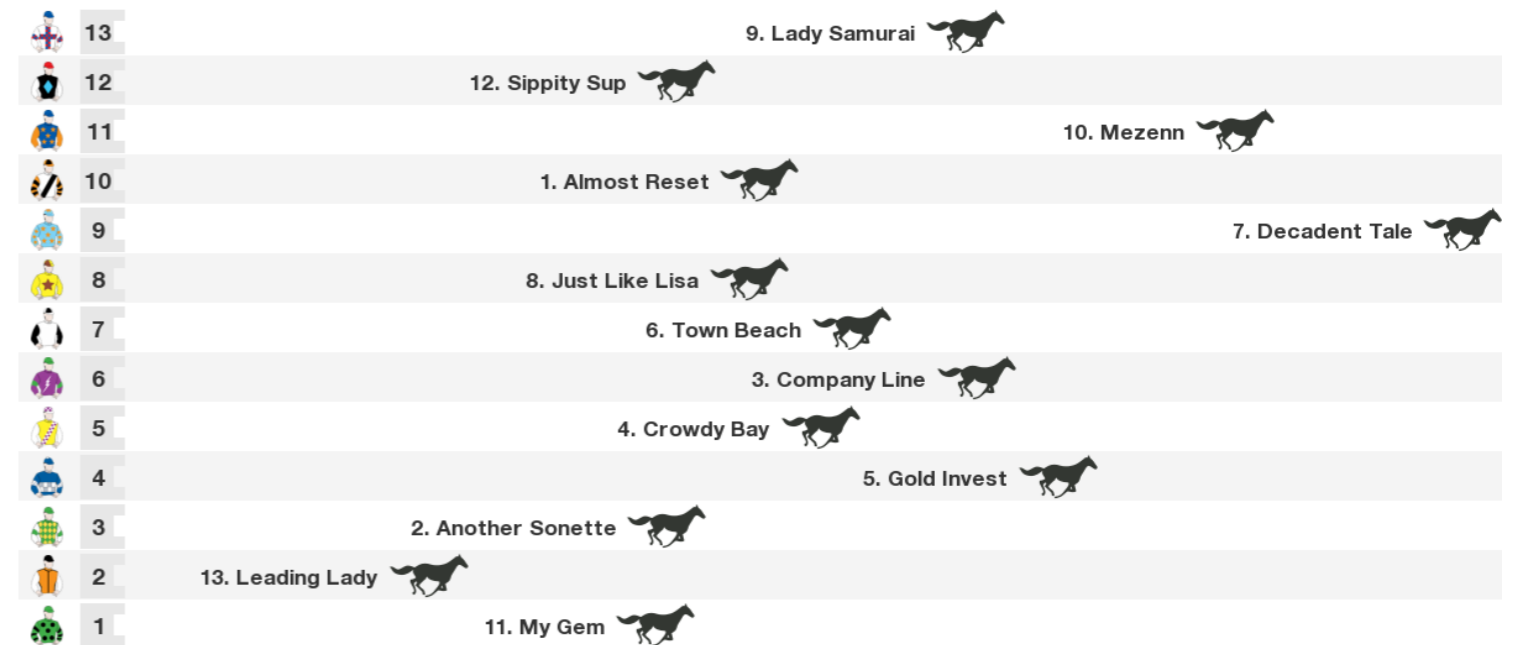 13 9. Lady Samurai
12 12. Sippity Sup
11 10. Mezenn
10 1. Almost Reset
9 7. Decadent Tale
8 8. Just Like Lisa
7 6. Town Beach
6 3. Company Line
5 4. Crowdy Bay
4 5. Gold Invest
3 2. Another Sonette
2 13. Leading Lady
1 11. My Gem